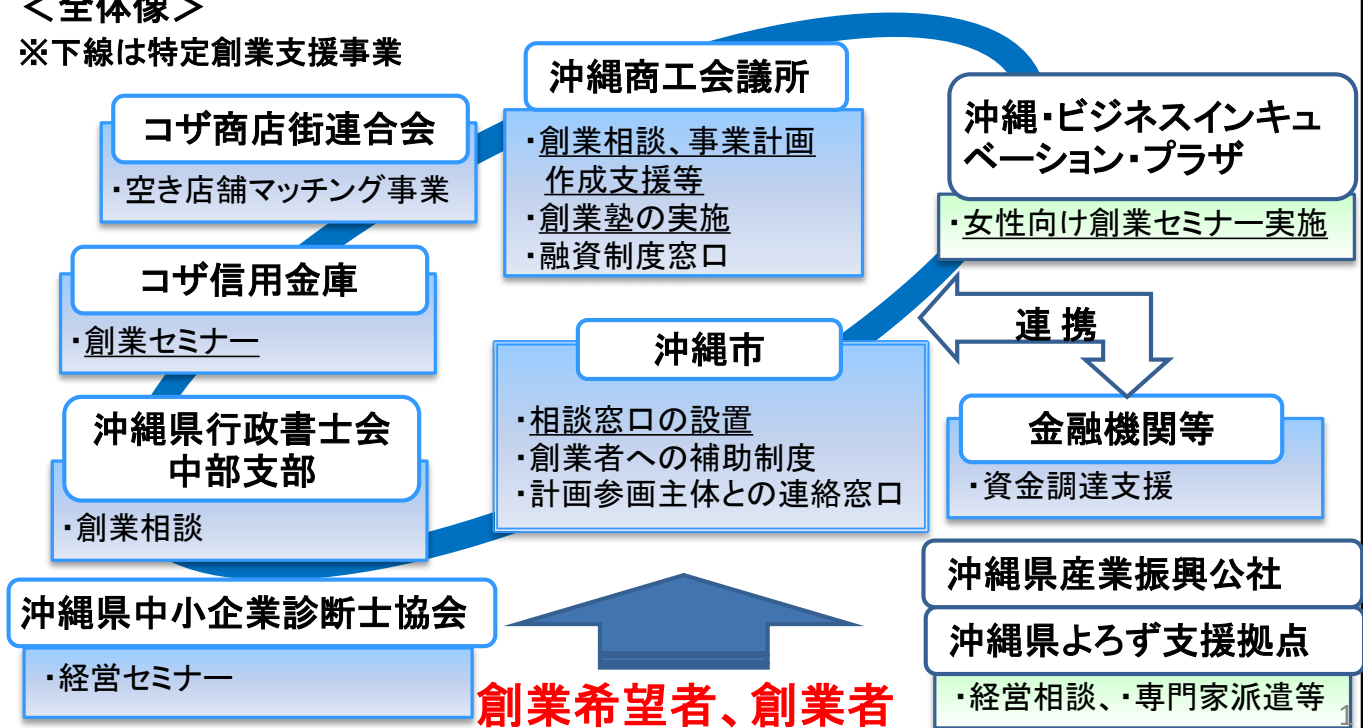 ＜全体像＞
※下線は特定創業支援事業
沖縄商工会議所
・創業相談、事業計画
作成支援等
・創業塾の実施
・融資制度窓口
沖縄・ビジネスインキュ
ベーション・プラザ
・女性向け創業セミナー実施
コザ商店街連合会
・空き店舗マッチング事業
コザ信用金庫
・創業セミナー
沖縄市
・相談窓口の設置
・創業者への補助制度
・計画参画主体との連絡窓口
連 携
沖縄県行政書士会
中部支部
・創業相談
金融機関等
・資金調達支援
沖縄県中小企業診断士協会
・経営セミナー
創業希望者、創業者
沖縄県産業振興公社
沖縄県よろず支援拠点
・経営相談、・専門家派遣等
1